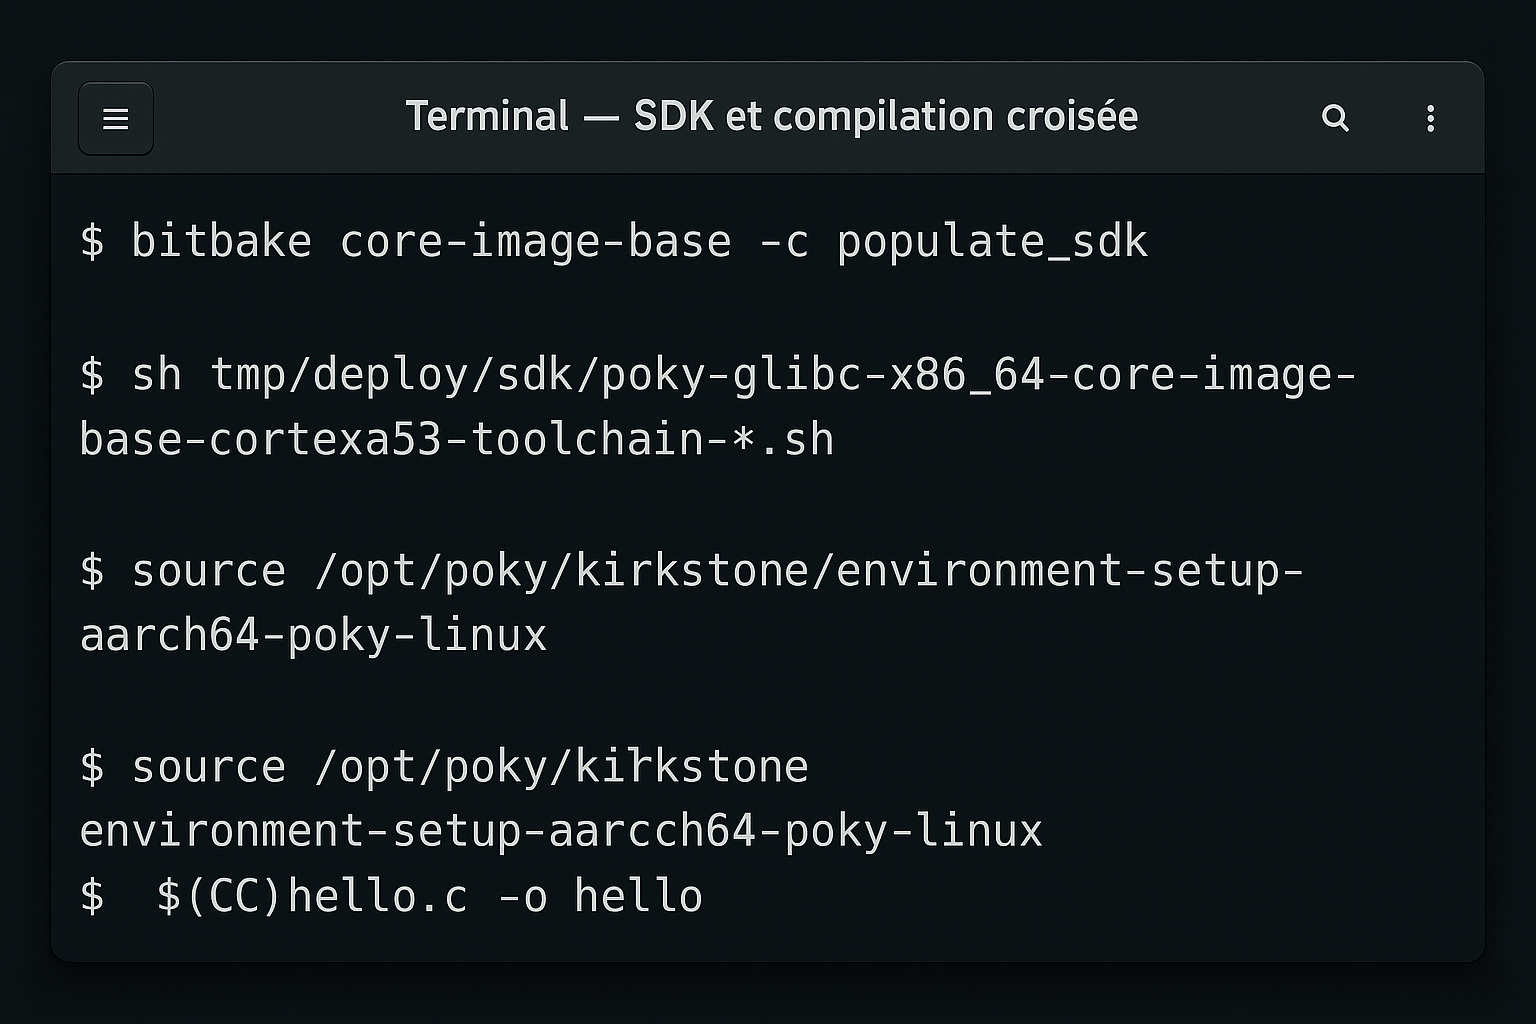 Terminal — SDK et compilation croisée
$ bitbake core-image-base -c populate_sdk
$ sh tmp/deploy/sdk/poky-glibc-x86_64-core-image-
base-cortexa53-toolchain-*.sh
$ source /opt/poky/kirkstone/environment-setup-
aarch64-poky-linux
$ source /opt/poky/kirkstone
environment-setup-aarcch64-poky-linux
$  $(CC)hello.c -o hello